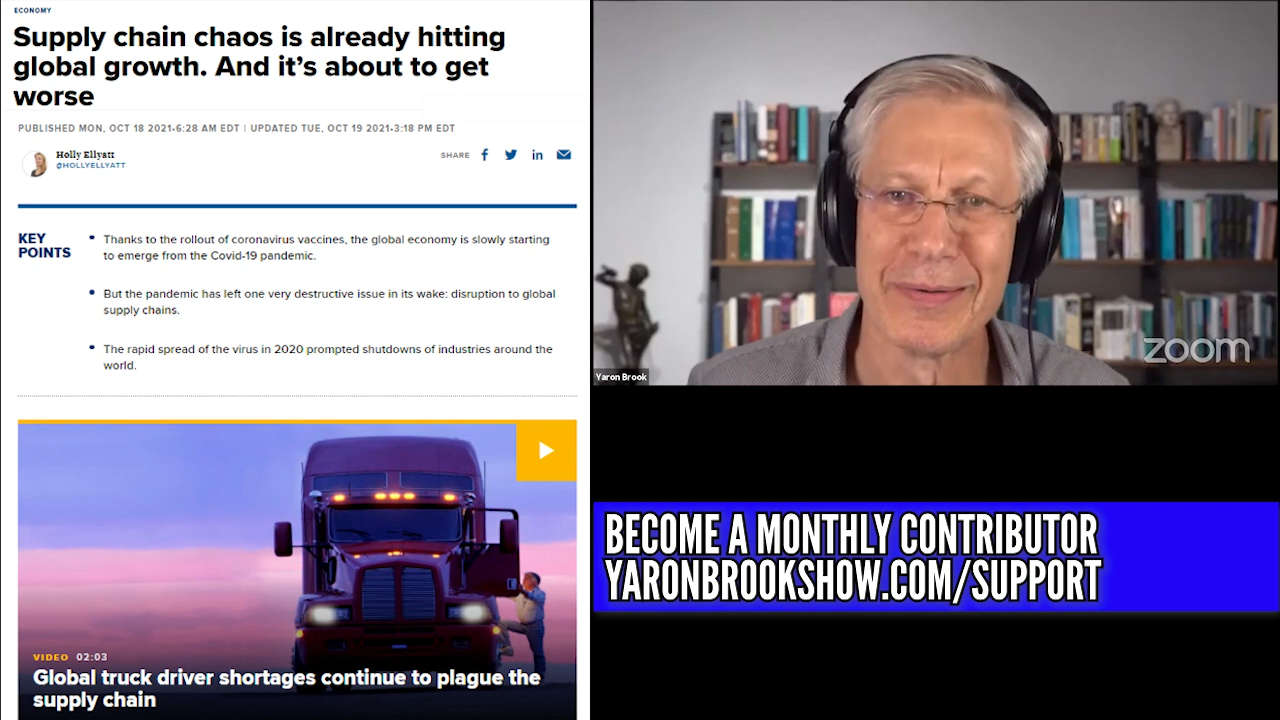 ECONOMY
Supply chain chaos is already hitting
global growth. And it's about to get
worse
PUBLISHED MON, OCT 18 2021-6:28 AM EDT | UPDATED TUE, OCT 19 2021-3:18 PM EDT
Holly Ellyatt
@HOLLYELLYATT
SHARE
KEY
POINTS
Thanks to the rollout of coronavirus vaccines, the global economy is slowly starting
to emerge from the Covid-19 pandemic.
But the pandemic has left one very destructive issue in its wake: disruption to global
supply chains.
The rapid spread of the virus in 2020 prompted shutdowns of industries around the
world.
VIDEO 02:03
Global truck driver shortages continue to plague the
supply chain
zoom
Yaron Brook
BECOME A MONTHLY CONTRIBUTOR
YARONBROOKSHOW.COM/SUPPORT